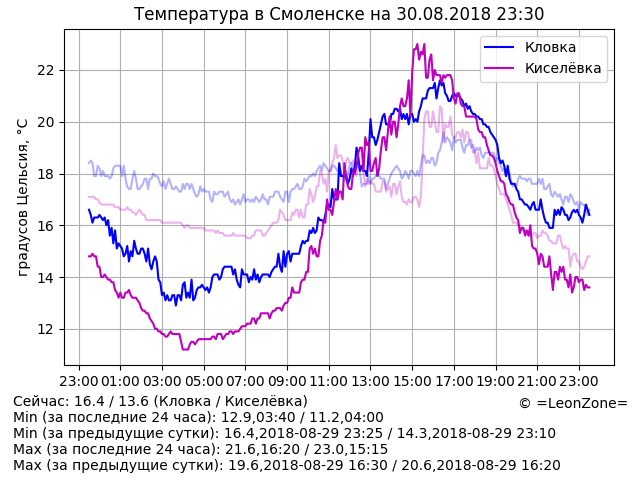 Температура в Смоленске на 30.08.2018 23:30
Кловка
Киселёвка
градусов Цельсия, °C
22
20
18
16
14
12
23:00 01:00 03:00 05:00 07:00 09:00 11:00 13:00 15:00 17:00 19:00 21:00 23:00
Сейчас: 16.4 / 13.6 (Кловка / Киселёвка)
© =LeonZone=
Min (за последние 24 часа): 12.9,03:40 / 11.2,04:00
Min (за предыдущие сутки): 16.4,2018-08-29 23:25 / 14.3,2018-08-29 23:10
Max (за последние 24 часа): 21.6,16:20 / 23.0,15:15
Max (за предыдущие сутки): 19.6,2018-08-29 16:30 / 20.6,2018-08-29 16:20